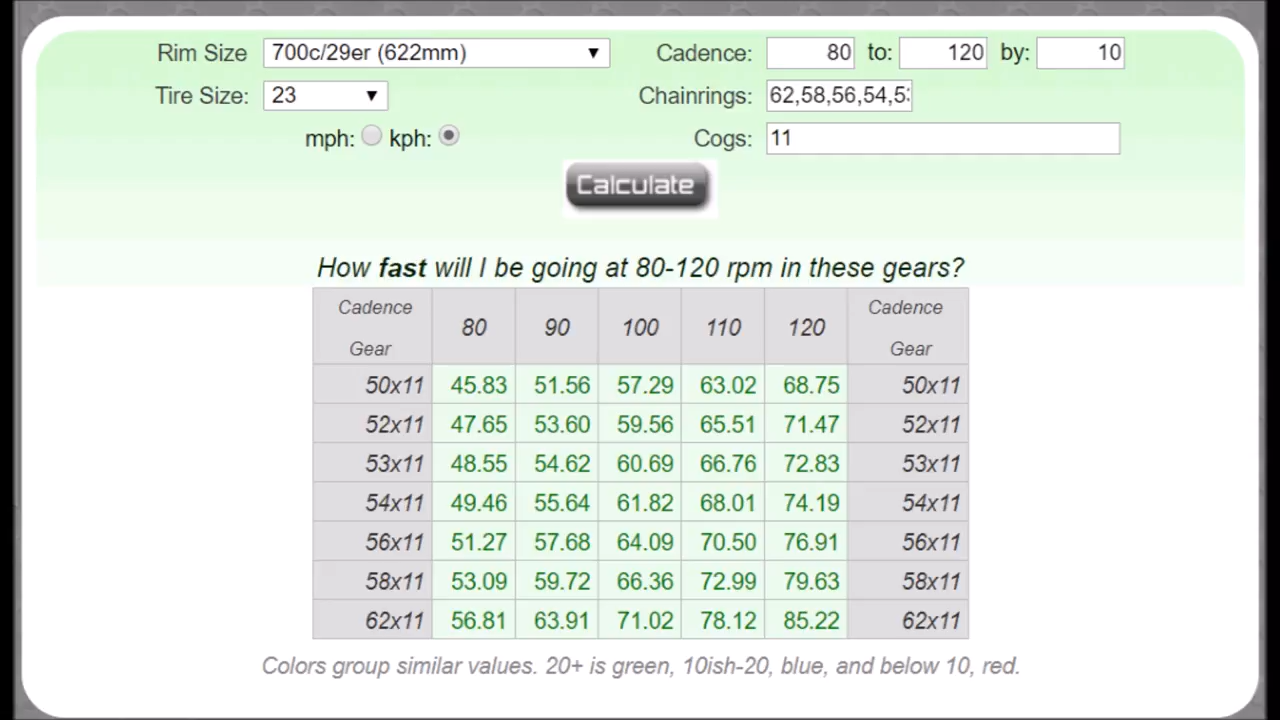 Rim Size 700c/29er (622mm) Cadence: 80 to: 120 by: 10
Tire Size: 23 Chainrings: 62,58,56,54,5
mph: kph: Cogs: 11
Calculate
How fast will I be going at 80-120 rpm in these gears?
Cadence Gear 80 90 100 110 120 Cadence Gear
50x11 45.83 51.56 57.29 63.02 68.75 50x11
52x11 47.65 53.60 59.56 65.51 71.47 52x11
53x11 48.55 54.62 60.69 66.76 72.83 53x11
54x11 49.46 55.64 61.82 68.01 74.19 54x11
56x11 51.27 57.68 64.09 70.50 76.91 56x11
58x11 53.09 59.72 66.36 72.99 79.63 58x11
62x11 56.81 63.91 71.02 78.12 85.22 62x11
Colors group similar values. 20+ is green, 10ish-20, blue, and below 10, red.